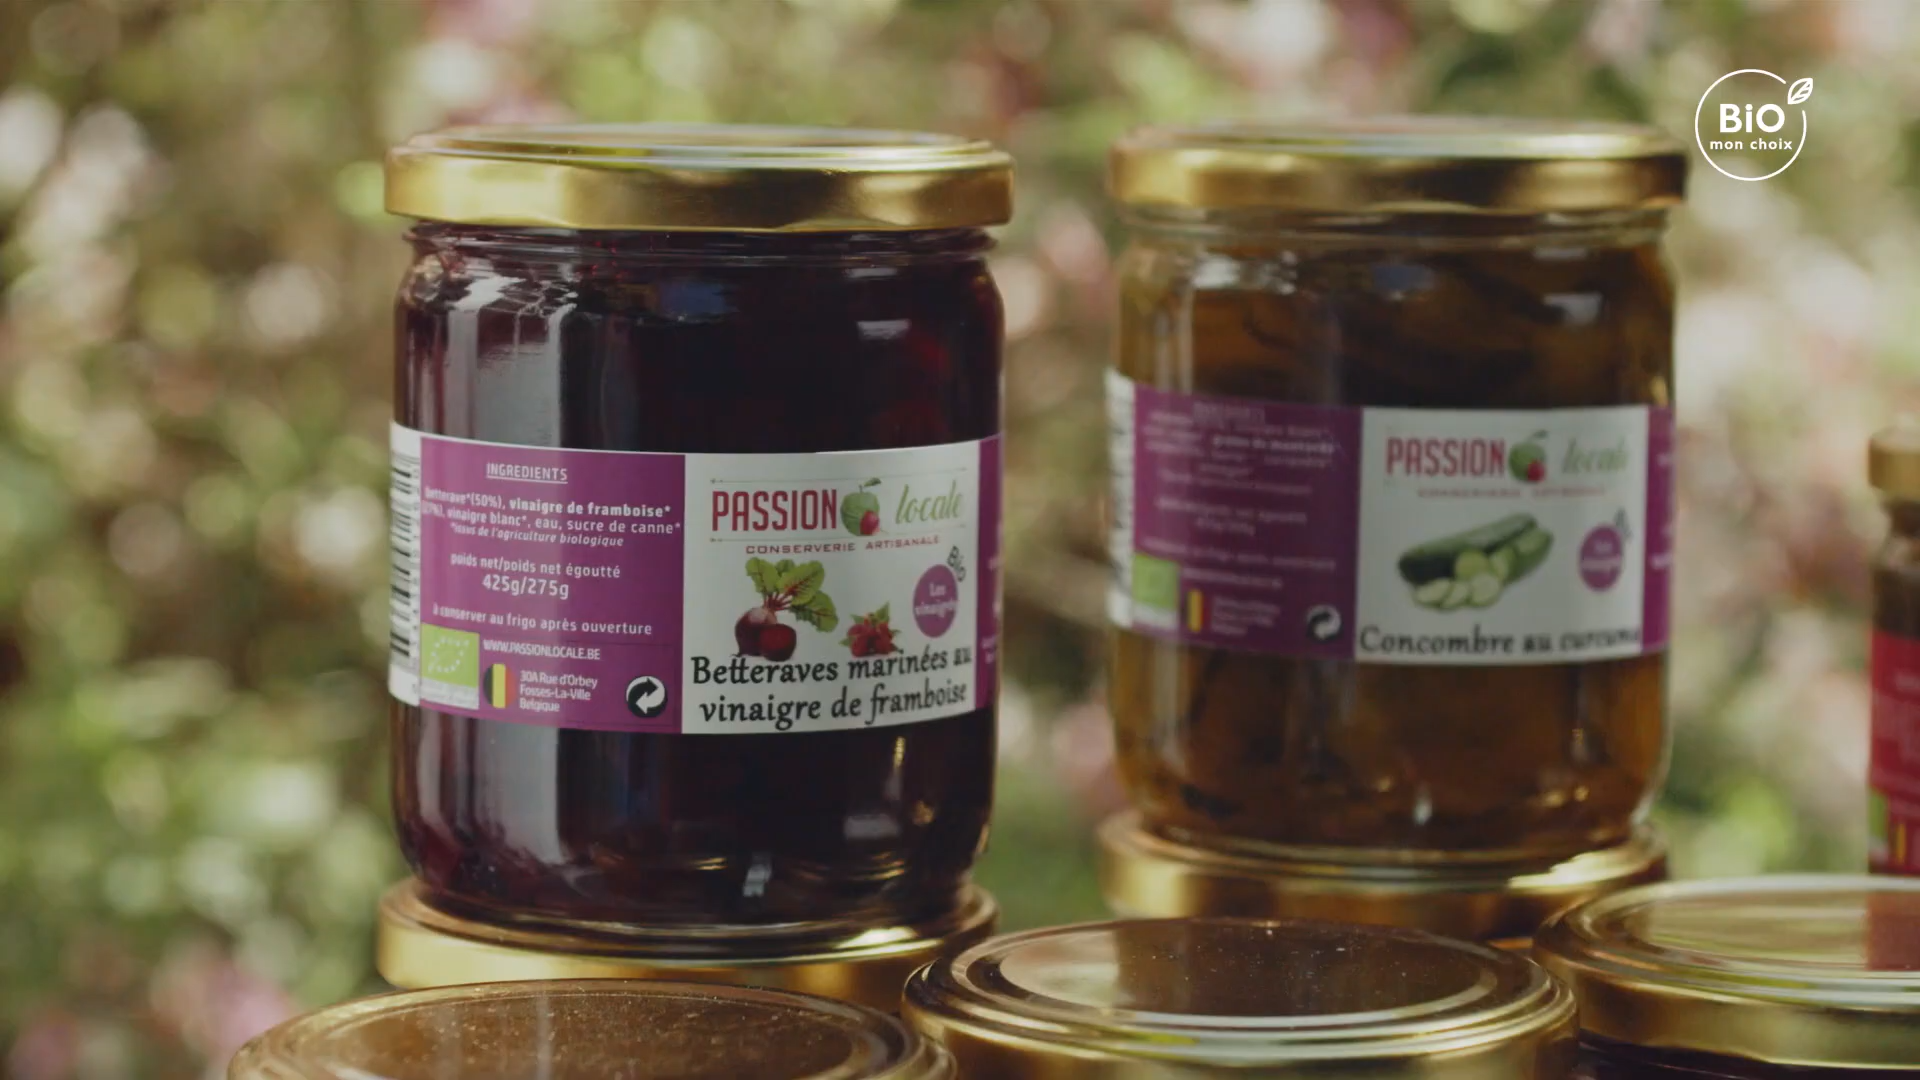 BiO
mon choix
INGREDIENTS
betterave*(50%), vinaigre de framboise*
vinaigre blanc*, eau, sucre de canne*
*issus de l'agriculture biologique
poids net/poids net égoutté
425g/275g
à conserver au frigo après ouverture
WWW.PASSIONLOCALE.BE
30A Rue d'Orbey
Fosses-La-Ville
Belgique
PASSION locale
CONSERVERIE ARTISANALE
Bio
Les
vinaigrés
Betteraves marinées au
vinaigre de framboise
PASSION locale
CONSERVERIE ARTISANALE
Concombre au curcuma